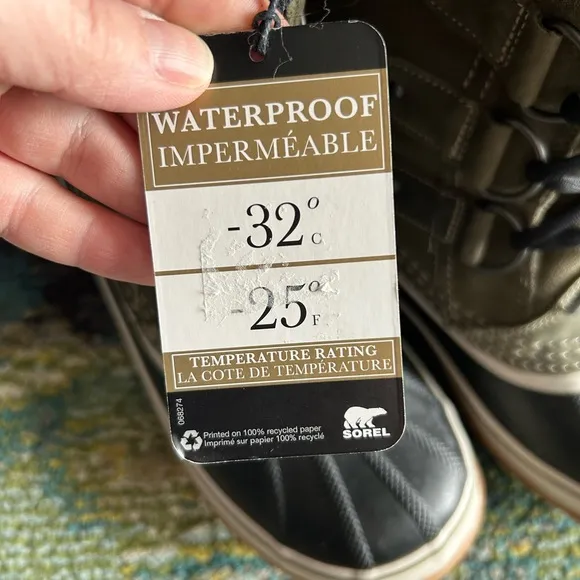 WATERPROOF
IMPERMÉABLE
-32°C
-25°F
TEMPERATURE RATING
LA COTE DE TEMPÉRATURE
068274
Printed on 100% recycled paper
Imprimé sur papier 100% recyclé
SOREL